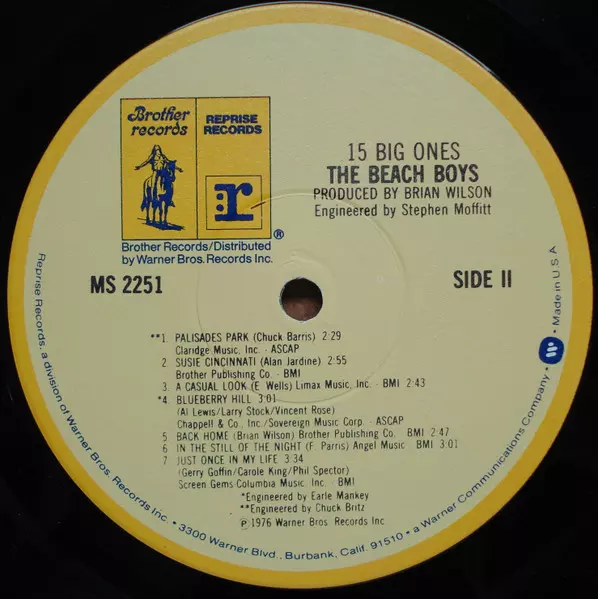 Brother
records
REPRISE
RECORDS
r
®
Brother Records/Distributed
by Warner Bros. Records Inc.
15 BIG ONES
THE BEACH BOYS
PRODUCED BY BRIAN WILSON
Engineered by Stephen Moffitt
MS 2251
SIDE II
**1. PALISADES PARK (Chuck Barris) 2:29
Claridge Music, Inc. • ASCAP
2. SUSIE CINCINNATI (Alan Jardine) 2:55
Brother Publishing Co. • BMI
3. A CASUAL LOOK (E. Wells) Limax Music, Inc. • BMI 2:43
*4. BLUEBERRY HILL 3:01
(Al Lewis/Larry Stock/Vincent Rose)
Chappell & Co., Inc./Sovereign Music Corp. • ASCAP
5 BACK HOME (Brian Wilson) Brother Publishing Co. • BMI 2:47
6 IN THE STILL OF THE NIGHT (F. Parris) Angel Music • BMI 3:01
7 JUST ONCE IN MY LIFE 3:34
(Gerry Goffin/Carole King/Phil Spector)
Screen Gems Columbia Music, Inc. • BMI
*Engineered by Earle Mankey
**Engineered by Chuck Britz
℗1976 Warner Bros. Records Inc
Reprise Records, a division of Warner Bros. Records Inc. • 3300 Warner Blvd., Burbank, Calif. 91510 • a Warner Communications Company. • Made in U.S.A